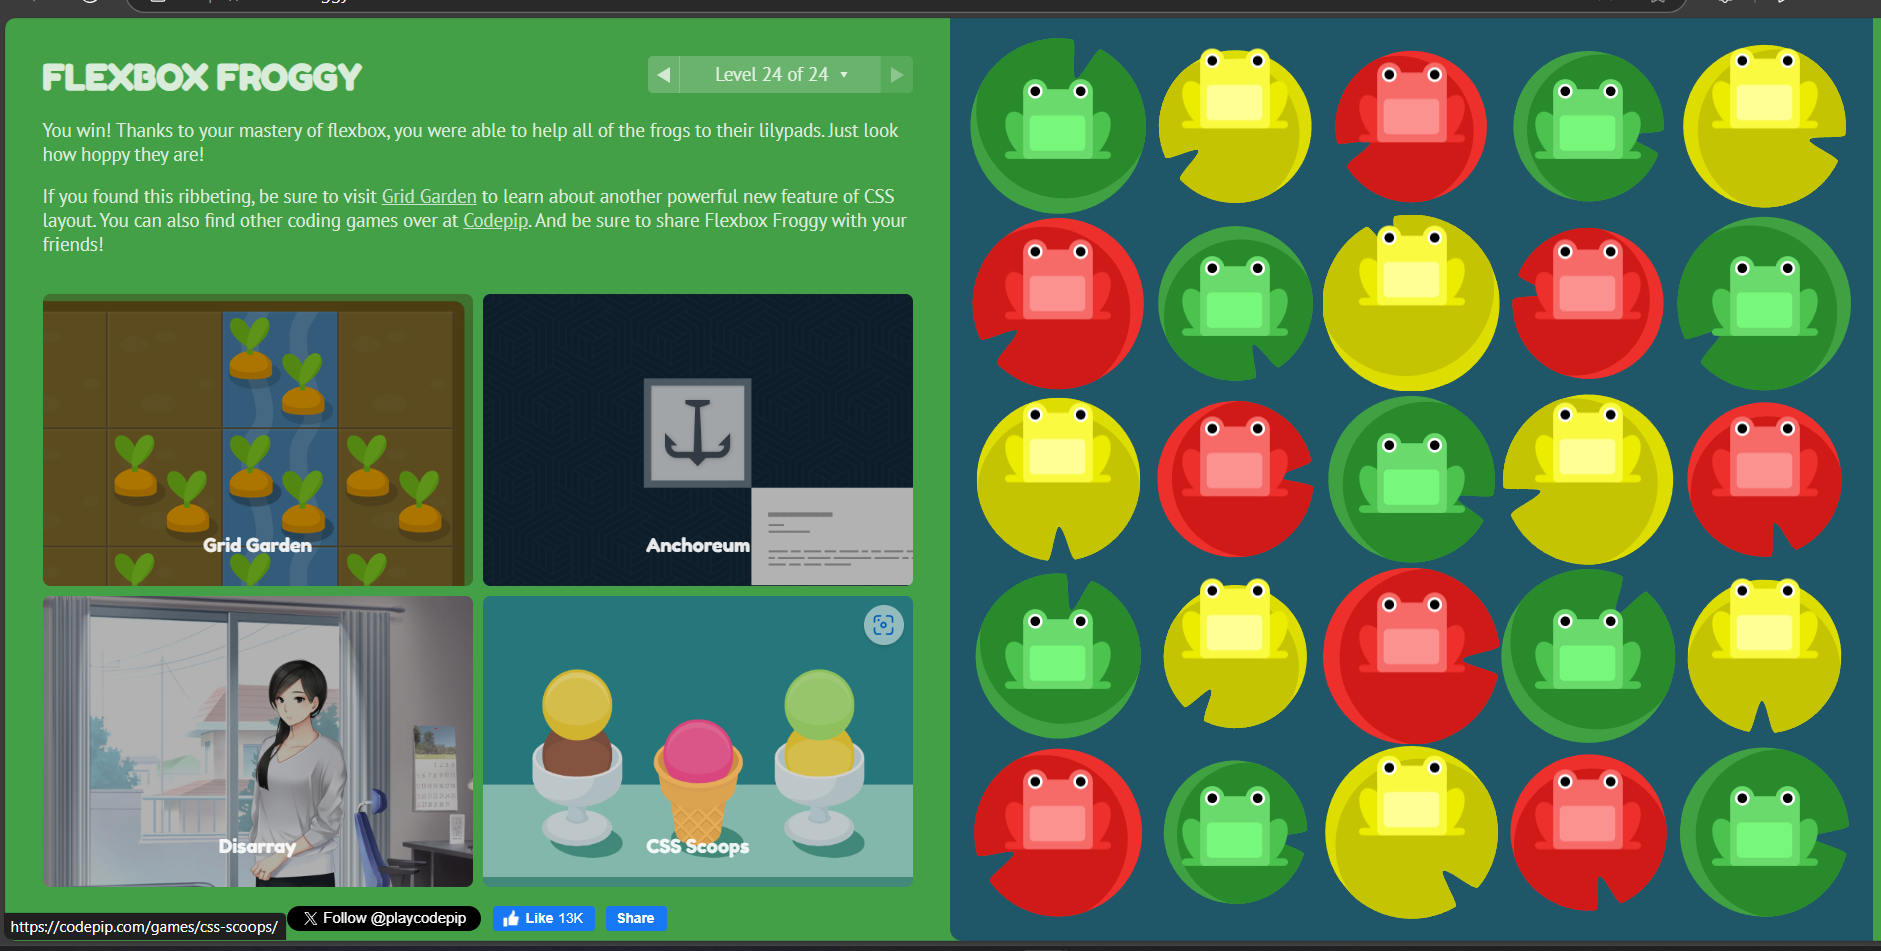 FLEXBOX FROGGY
Level 24 of 24
You win! Thanks to your mastery of flexbox, you were able to help all of the frogs to their lilypads. Just look
how hoppy they are!
If you found this ribbeting, be sure to visit Grid Garden to learn about another powerful new feature of CSS
layout. You can also find other coding games over at Codepip. And be sure to share Flexbox Froggy with your
friends!
Grid Garden
Anchoreum
Disarray
CSS Scoops
Follow @playcodepip
Like 13K
Share
https://codepip.com/games/css-scoops/